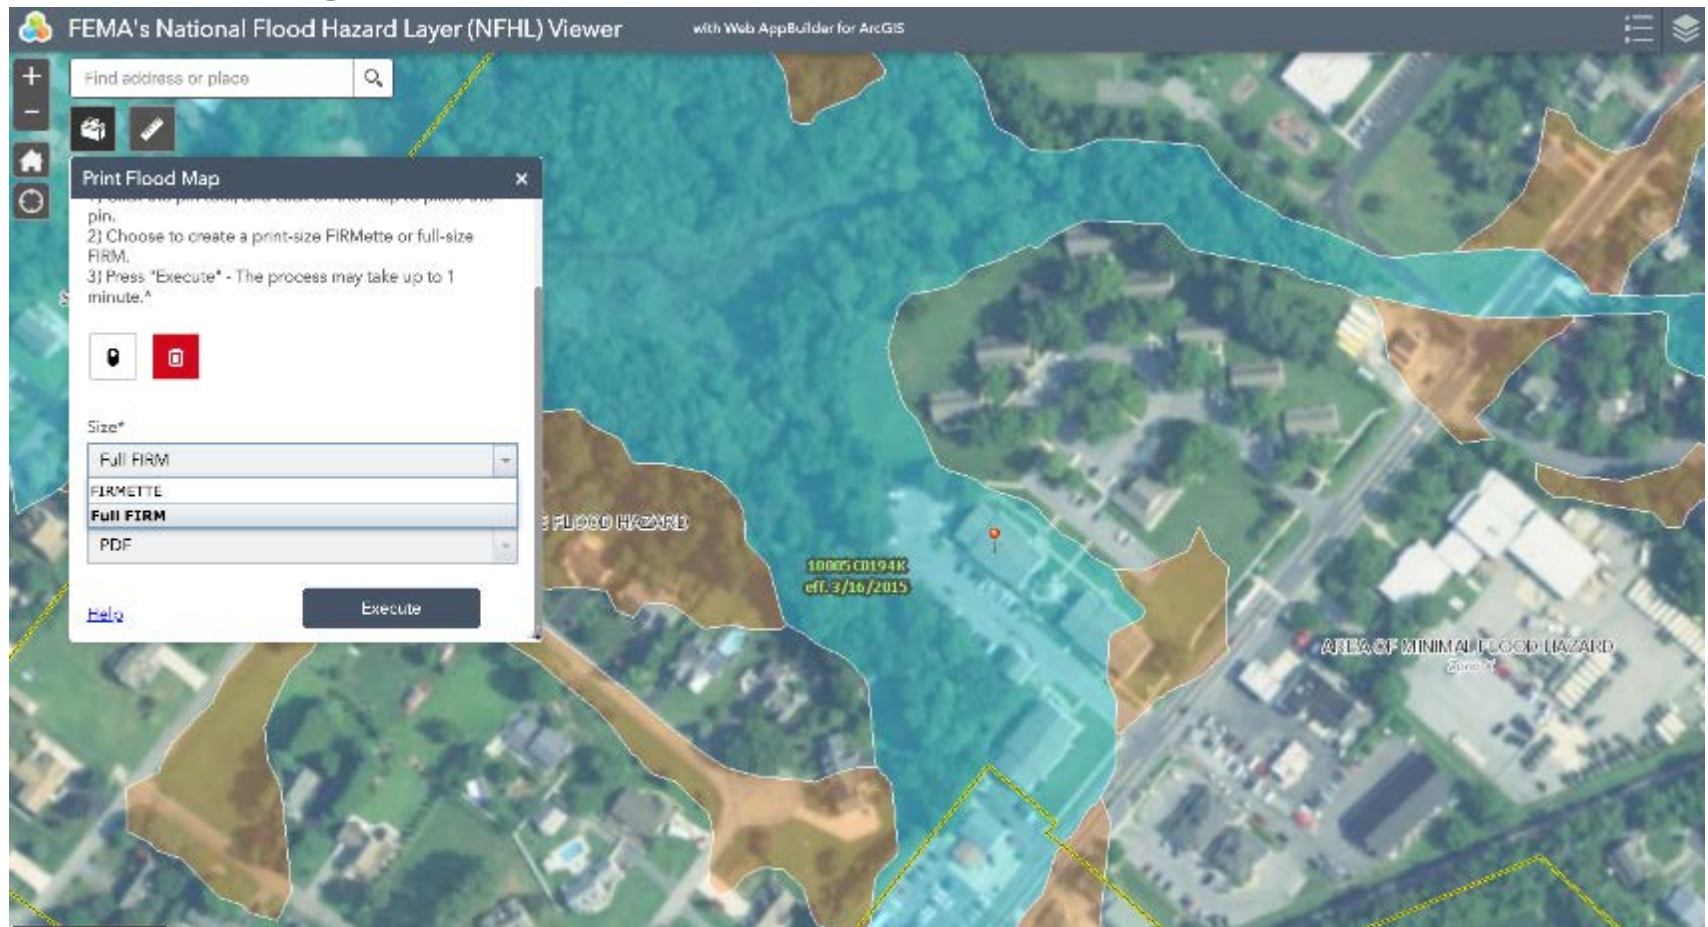 FEMA's National Flood Hazard Layer (NFHL) Viewer
with Web AppBuilder for ArcGIS
Find address or place
Print Flood Map
pin.
2) Choose to create a print-size FIRMette or full-size
FIRM.
3) Press "Execute" - The process may take up to 1
minute.^
Size*
Full FIRM
FIRMETTE
Full FIRM
PDF
Help
Execute
FLOOD HAZARD
10005C0194K
eff. 3/16/2015
AREA OF MINIMAL FLOOD HAZARD
Zone X